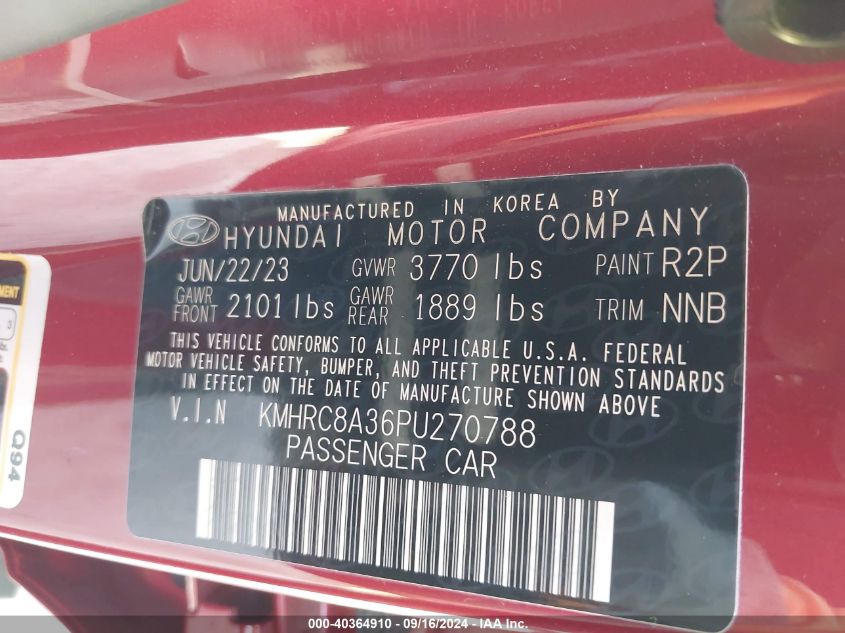 MANUFACTURED IN KOREA BY
HYUNDAI MOTOR COMPANY
JUN/22/23 GVWR 3770 lbs PAINT R2P
GAWR FRONT 2101 lbs GAWR REAR 1889 lbs TRIM NNB
THIS VEHICLE CONFORMS TO ALL APPLICABLE U.S.A. FEDERAL
MOTOR VEHICLE SAFETY, BUMPER, AND THEFT PREVENTION STANDARDS
IN EFFECT ON THE DATE OF MANUFACTURE SHOWN ABOVE
V.I.N KMHRC8A36PU270788
PASSENGER CAR
Q94
000-40364910 - 09/16/2024 - IAAI.com